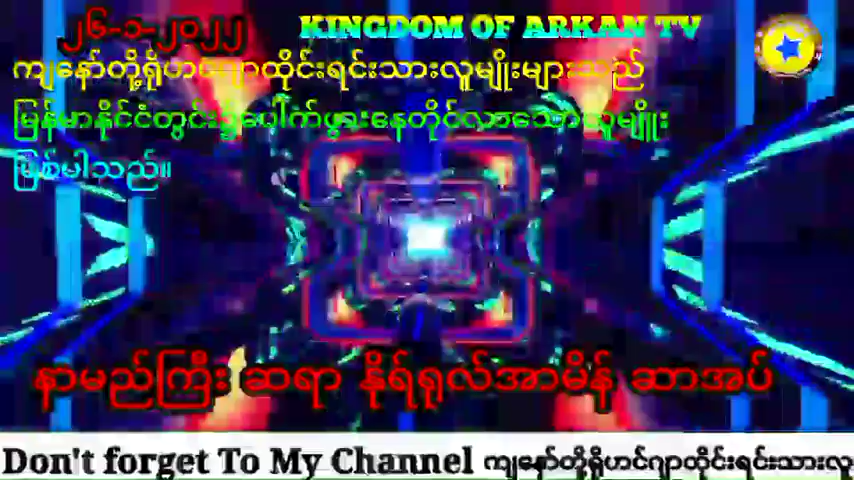 ၂၆-၁-၂၀၂၂
KINGDOM OF ARKAN TV
ကျနော်တို့ရိုဟင်ဂျာတိုင်းရင်းသားလူမျိုးများသည်
မြန်မာနိုင်ငံတွင်း၌ပေါက်ဖွားနေထိုင်လာသောလူမျိုး
ဖြစ်ပါသည်။
နာမည်ကြီး ဆရာ နိုရ်ရုလ်အာမိန် ဆာအပ်
Don't forget To My Channel ကျနော်တို့ရိုဟင်ဂျာတိုင်းရင်းသားလူ